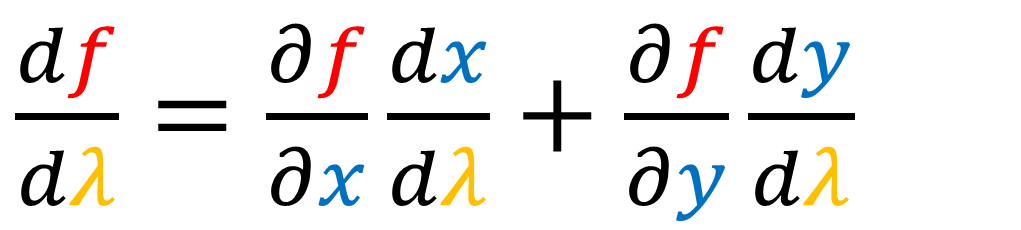 df/dλ = ∂f/∂x dx/dλ + ∂f/∂y dy/dλ